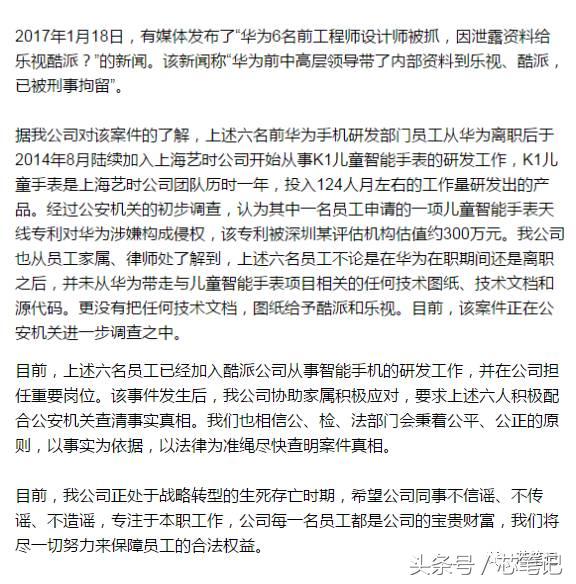 2017年1月18日，有媒体发布了“华为6名前工程师设计师被抓，因泄露资料给
乐视酷派？”的新闻。该新闻称“华为前中高层领导带了内部资料到乐视、酷派，
已被刑事拘留”。
据我公司对该案件的了解，上述六名前华为手机研发部门员工从华为离职后于
2014年8月陆续加入上海艺时公司开始从事K1儿童智能手表的研发工作，K1儿
童手表是上海艺时公司团队历时一年，投入124人月左右的工作量研发出的产
品。经过公安机关的初步调查，认为其中一名员工申请的一项儿童智能手表天
线专利对华为涉嫌构成侵权，该专利被深圳某评估机构估值约300万元。我公司
也从员工家属、律师处了解到，上述六名员工不论是在华为在职期间还是离职
之后，并未从华为带走与儿童智能手表项目相关的任何技术图纸、技术文档和
源代码。更没有把任何技术文档，图纸给予酷派和乐视。目前，该案件正在公
安机关进一步调查之中。
目前，上述六名员工已经加入酷派公司从事智能手机的研发工作，并在公司担
任重要岗位。该事件发生后，我公司协助家属积极应对，要求上述六人积极配
合公安机关查清事实真相。我们也相信公、检、法部门会秉着公平、公正的原
则，以事实为依据，以法律为准绳尽快查明案件真相。
目前，我公司正处于战略转型的生死存亡时期，希望公司同事不信谣、不传
谣、不造谣，专注于本职工作，公司每一名员工都是公司的宝贵财富，我们将
尽一切努力来保障员工的合法权益。
头条号/芯笔记